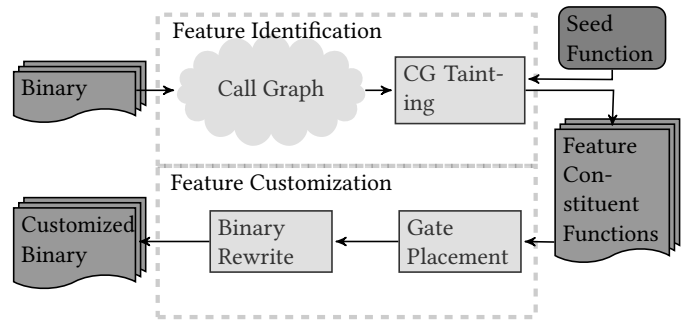 Feature Identification
Seed
Function
Binary
Call Graph
CG Taint-
ing
Feature
Con-
stituent
Functions
Feature Customization
Customized
Binary
Binary
Rewrite
Gate
Placement